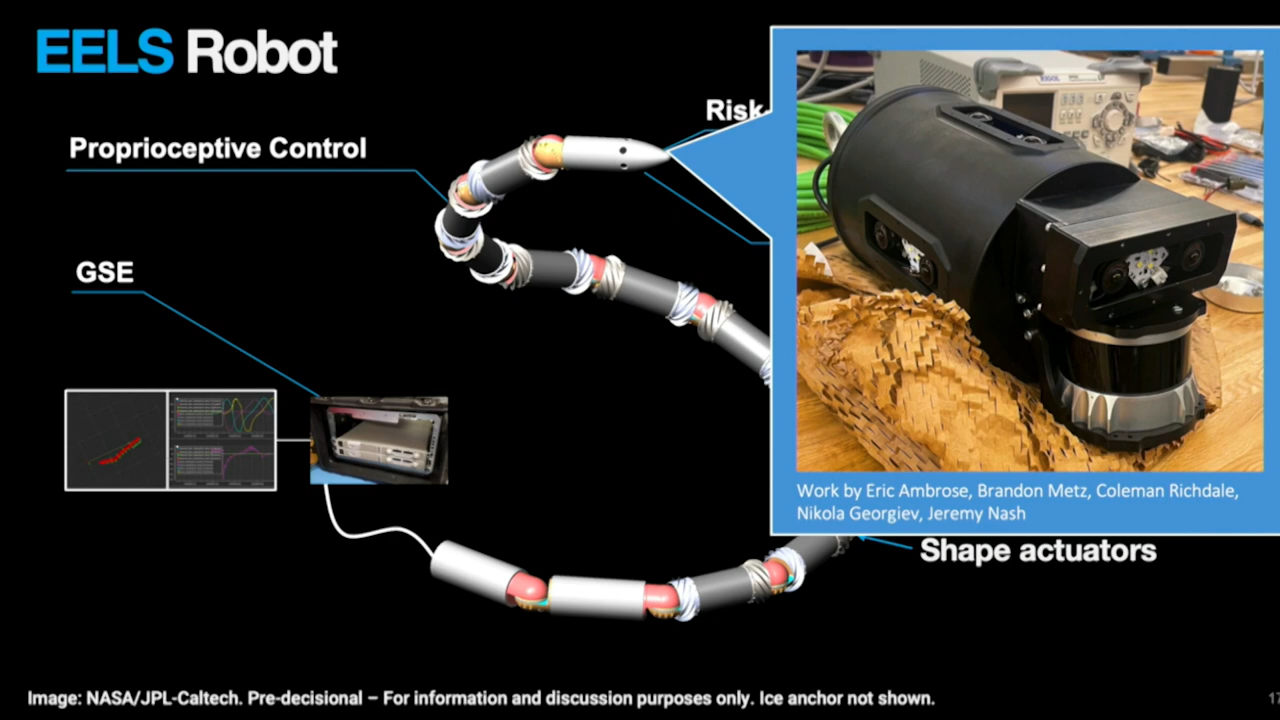 EELS Robot
Risk-
Proprioceptive Control
GSE
RIGOL
Work by Eric Ambrose, Brandon Metz, Coleman Richdale,
Nikola Georgiev, Jeremy Nash
Shape actuators
Image: NASA/JPL-Caltech. Pre-decisional – For information and discussion purposes only. Ice anchor not shown.